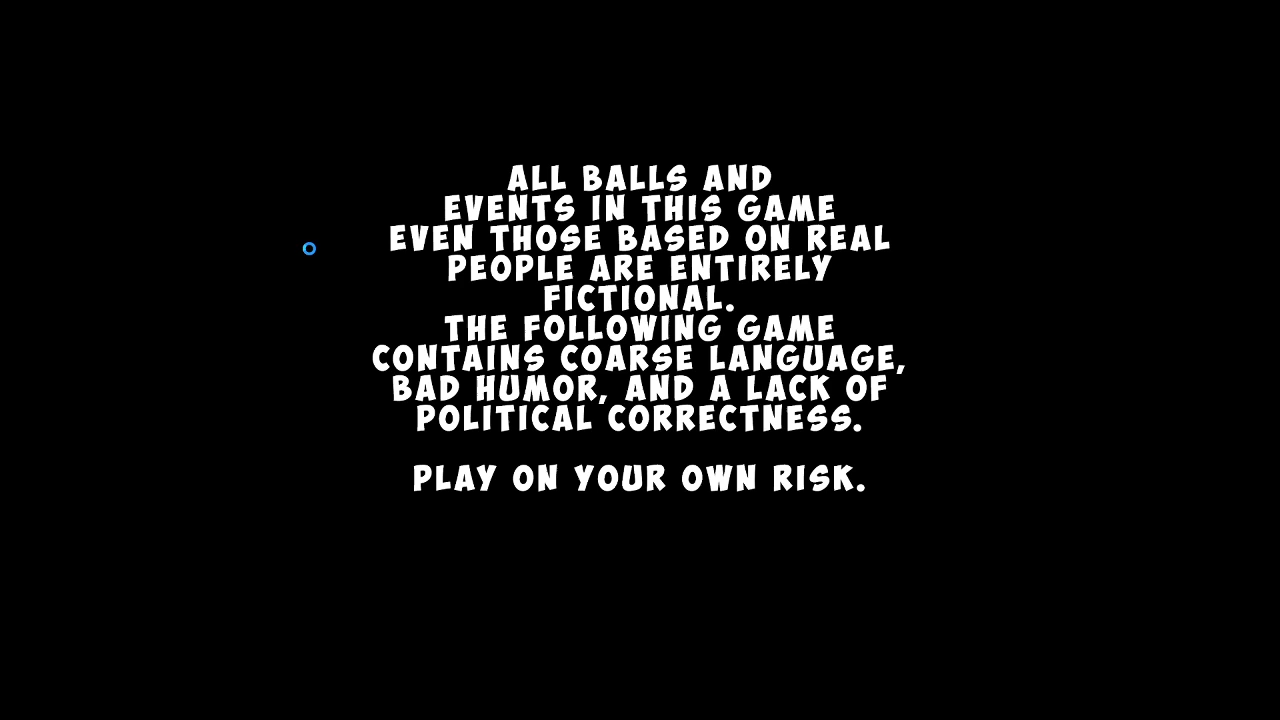 ALL BALLS AND
EVENTS IN THIS GAME
EVEN THOSE BASED ON REAL
PEOPLE ARE ENTIRELY
FICTIONAL.
THE FOLLOWING GAME
CONTAINS COARSE LANGUAGE,
BAD HUMOR, AND A LACK OF
POLITICAL CORRECTNESS.
PLAY ON YOUR OWN RISK.